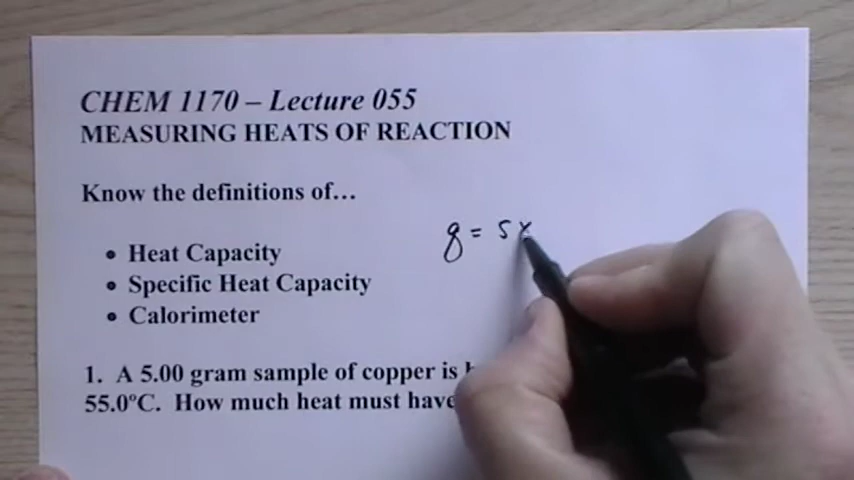 CHEM 1170 – Lecture 055
MEASURING HEATS OF REACTION
Know the definitions of…
• Heat Capacity
q = s x
• Specific Heat Capacity
• Calorimeter
1. A 5.00 gram sample of copper is
55.0°C. How much heat must have